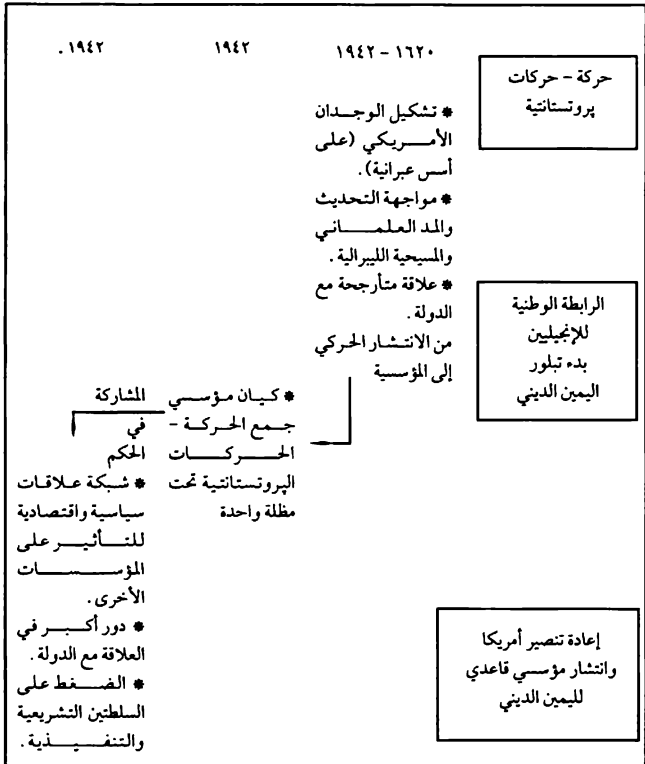 ١٦٢٠ - ١٩٤٢
١٩٤٢
١٩٤٢ .
حركة - حركات
پروتستانتية
* تشكيل الوجدان
الأمريكي (على
أسس عبرانية).
* مواجهة التحديث
والمد العلماني
والمسيحية الليبرالية.
* علاقة متأرجحة مع
الدولة.
من الانتشار الحركي
إلى المؤسسية
الرابطة الوطنية
للإنجيليين
بدء تبلور
اليمين الديني
* كيان مؤسسي
جمع الحركة -
الحركات
الپروتستانتية تحت
مظلة واحدة
المشاركة
في
الحكم
* شبكة علاقات
سياسية واقتصادية
للتأثير على
المؤسسات
الأخرى.
* دور أكبر في
العلاقة مع الدولة.
* الضغط على
السلطتين التشريعية
والتنفيذية.
إعادة تنصير أمريكا
وانتشار مؤسسي قاعدي
لليمين الديني